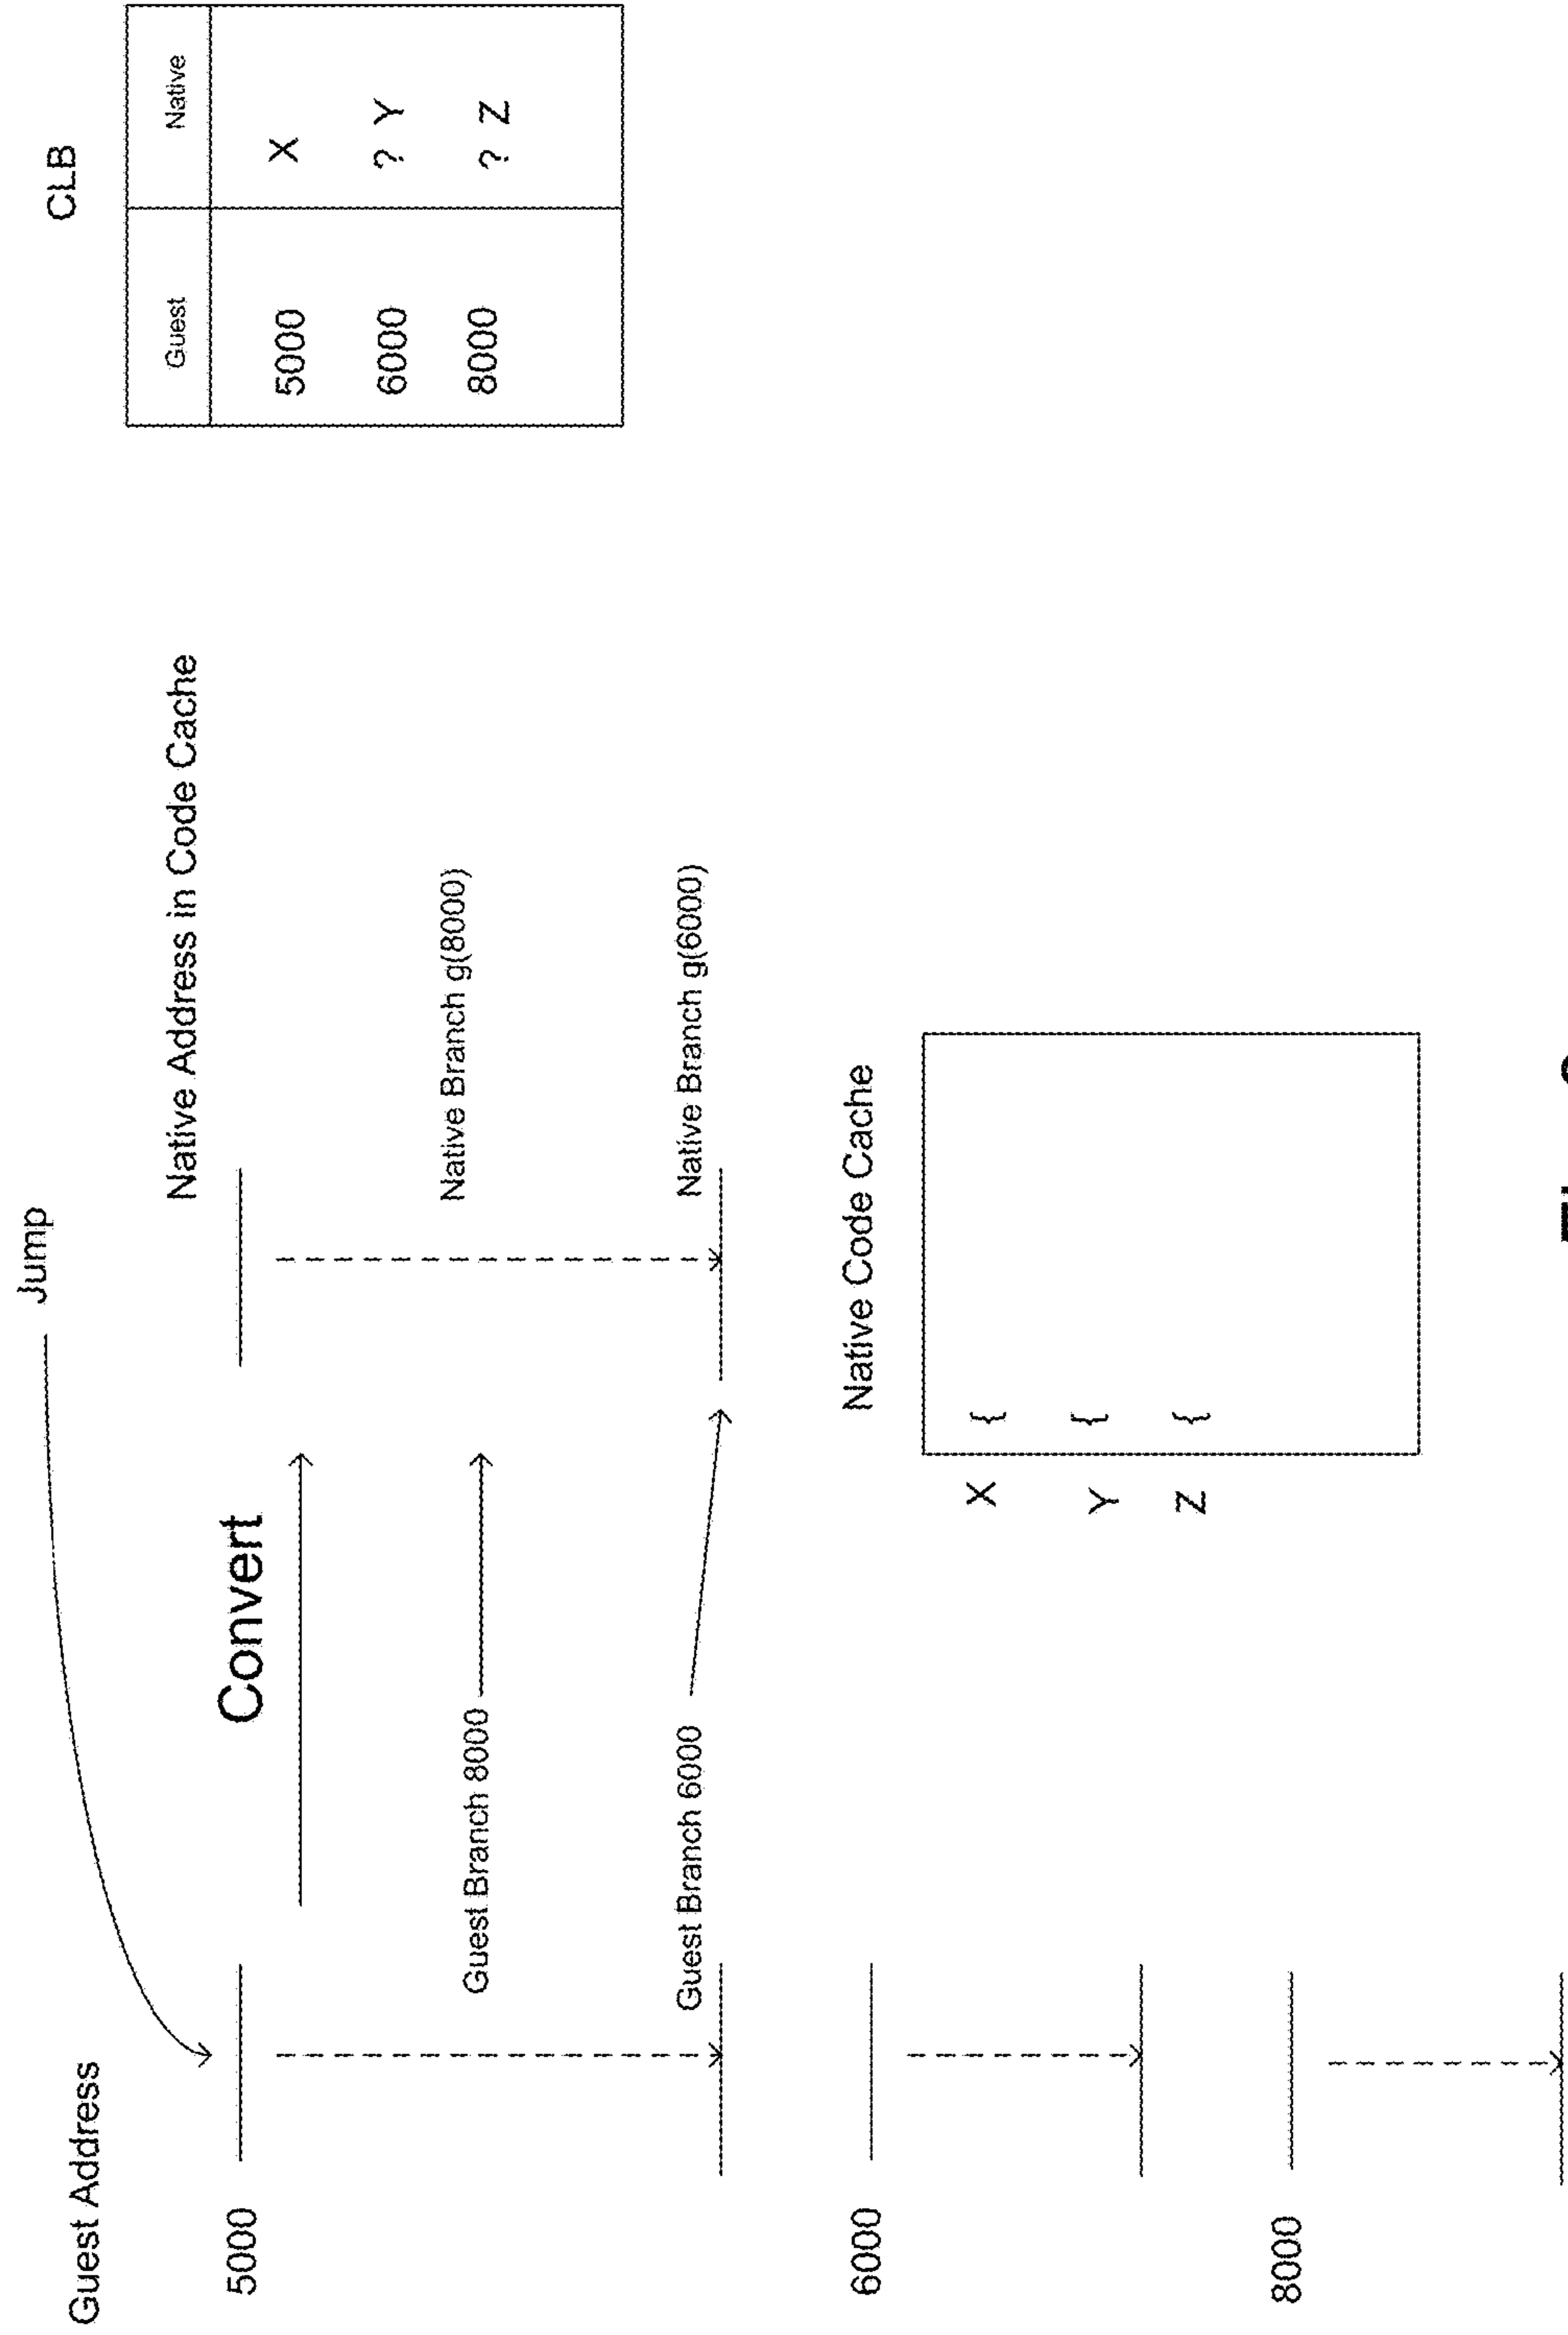 Jump
Guest Address
Native Address in Code Cache
CLB
Guest Native
5000 X
6000 ? Y
8000 ? Z
5000
Convert
Guest Branch 8000
Native Branch g(8000)
Guest Branch 6000
Native Branch g(6000)
6000
Native Code Cache
X {
Y {
Z {
8000